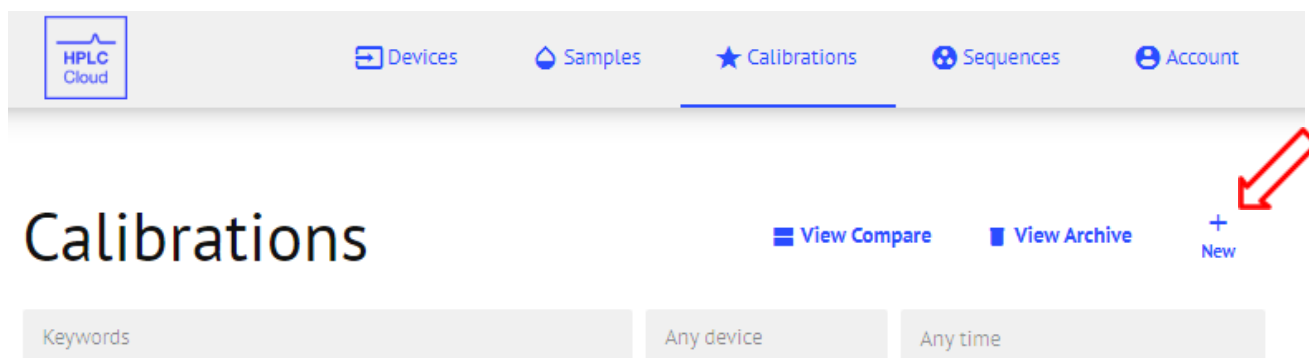 HPLC
Cloud
Devices Samples Calibrations Sequences Account
Calibrations
View Compare View Archive + New
Keywords Any device Any time